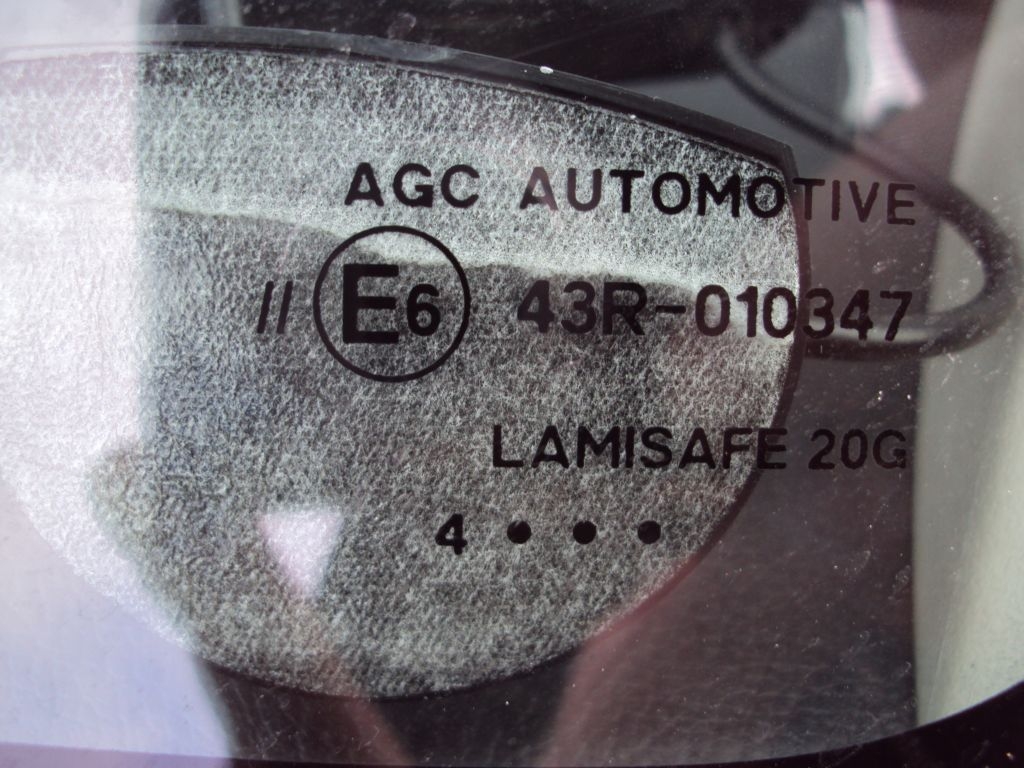 AGC AUTOMOTIVE
// E6 43R-010347
LAMISAFE 20G
4 • • •